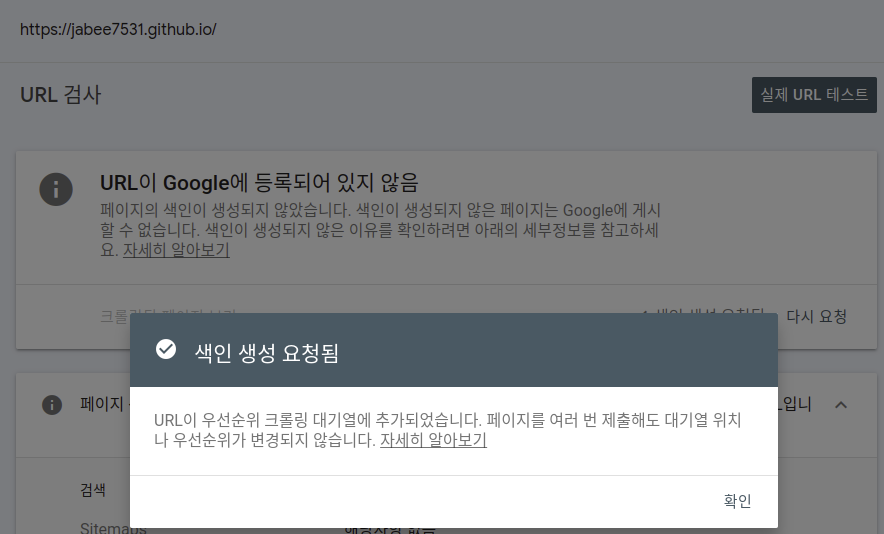 https://jabee7531.github.io/
URL 검사
실제 URL 테스트
URL이 Google에 등록되어 있지 않음
페이지의 색인이 생성되지 않았습니다. 색인이 생성되지 않은 페이지는 Google에 게시
할 수 없습니다. 색인이 생성되지 않은 이유를 확인하려면 아래의 세부정보를 참고하세
요. 자세히 알아보기
다시 요청
색인 생성 요청됨
페이지
입니
URL이 우선순위 크롤링 대기열에 추가되었습니다. 페이지를 여러 번 제출해도 대기열 위치
나 우선순위가 변경되지 않습니다. 자세히 알아보기
검색
확인
Sitemaps